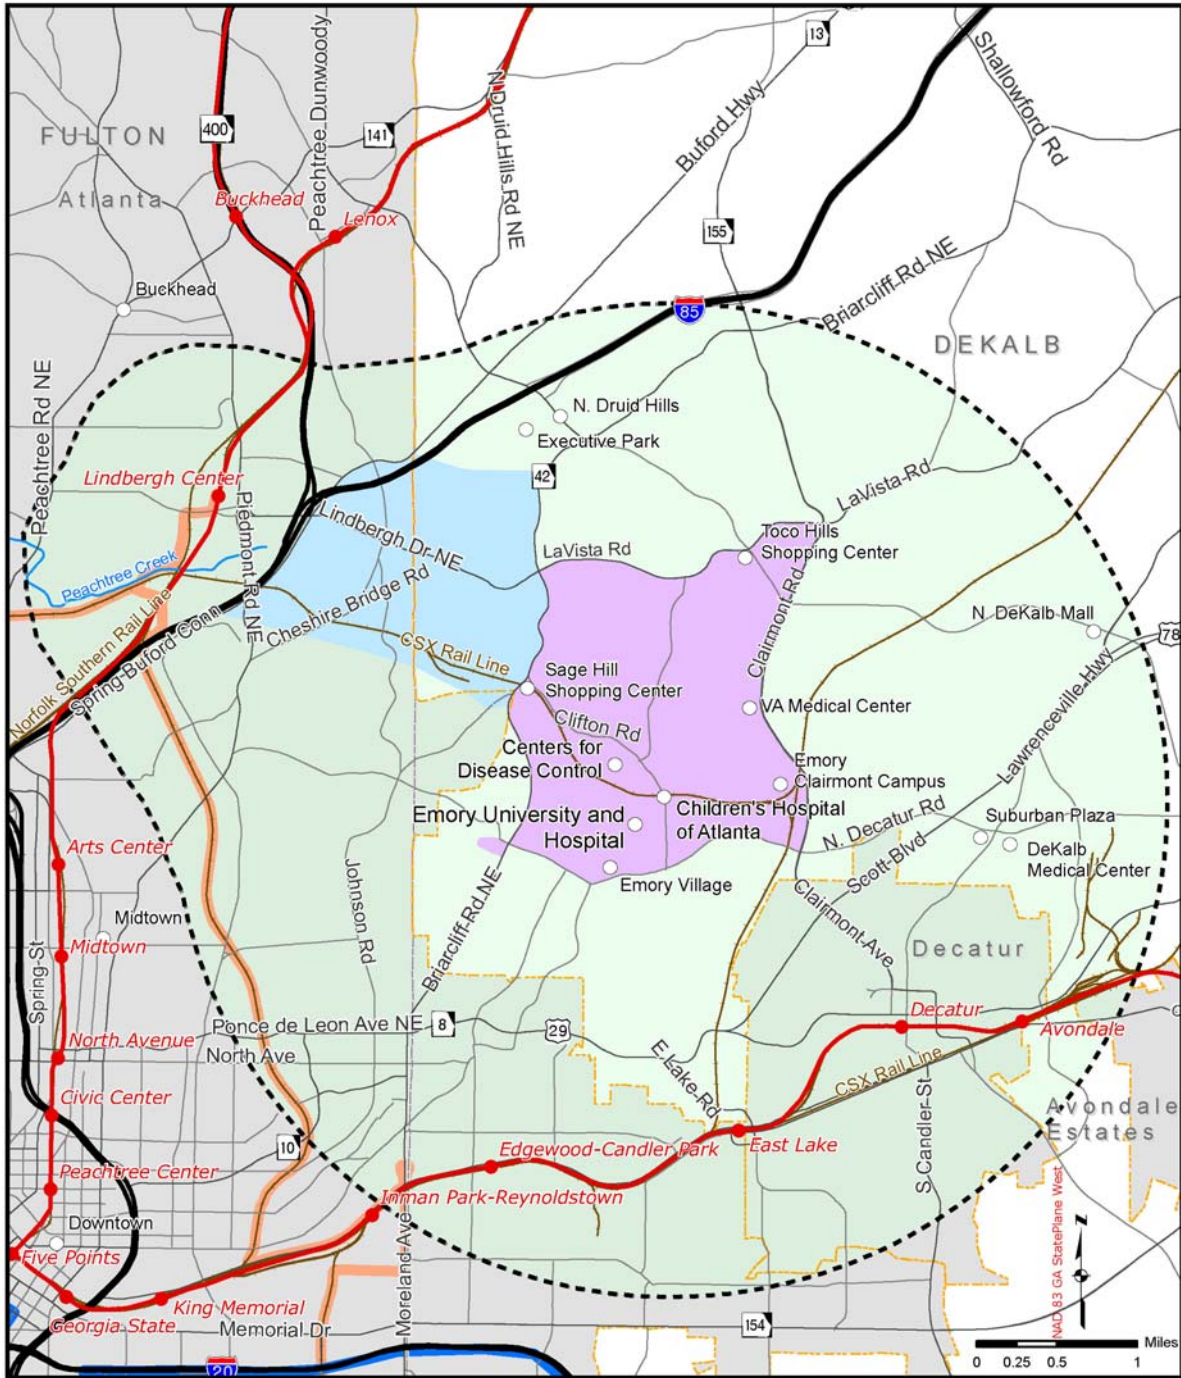 13
Shallowford Rd
Peachtree Dunwoody
N Druid Hills Rd NE
Buford Hwy
FULTON
400
141
Atlanta
Buckhead
Lenox
155
Briarcliff Rd NE
Buckhead
85
DEKALB
Peachtree Rd NE
N. Druid Hills
Executive Park
Lindbergh Center
42
LaVista Rd
Piedmont Rd NE
Lindbergh Dr NE
Toco Hills
Shopping Center
LaVista Rd
Peachtree Creek
Cheshire Bridge Rd
Clairmont Rd
N. DeKalb Mall
78
Norfolk Southern Rail Line
Spring-Buford Conn
CSX Rail Line
Sage Hill
Shopping Center
VA Medical Center
Lawrenceville Hwy
Clifton Rd
Centers for
Disease Control
Emory
Clairmont Campus
Emory University and
Hospital
Children's Hospital
of Atlanta
N. Decatur Rd
Suburban Plaza
Arts Center
Scott Blvd
DeKalb
Medical Center
Johnson Rd
Briarcliff Rd NE
Emory Village
Clairmont Ave
Midtown
Midtown
Decatur
Spring St
Ponce de Leon Ave NE
8
29
Decatur
Avondale
North Avenue
North Ave
E Lake Rd
CSX Rail Line
Civic Center
S Candler St
Avondale
Estates
10
Edgewood-Candler Park
East Lake
Peachtree Center
Inman Park-Reynoldstown
Downtown
Moreland Ave
Five Points
NAD 83 GA StatePlane West
Z
King Memorial
Georgia State
Memorial Dr
154
Miles
0 0.25 0.5 1
20